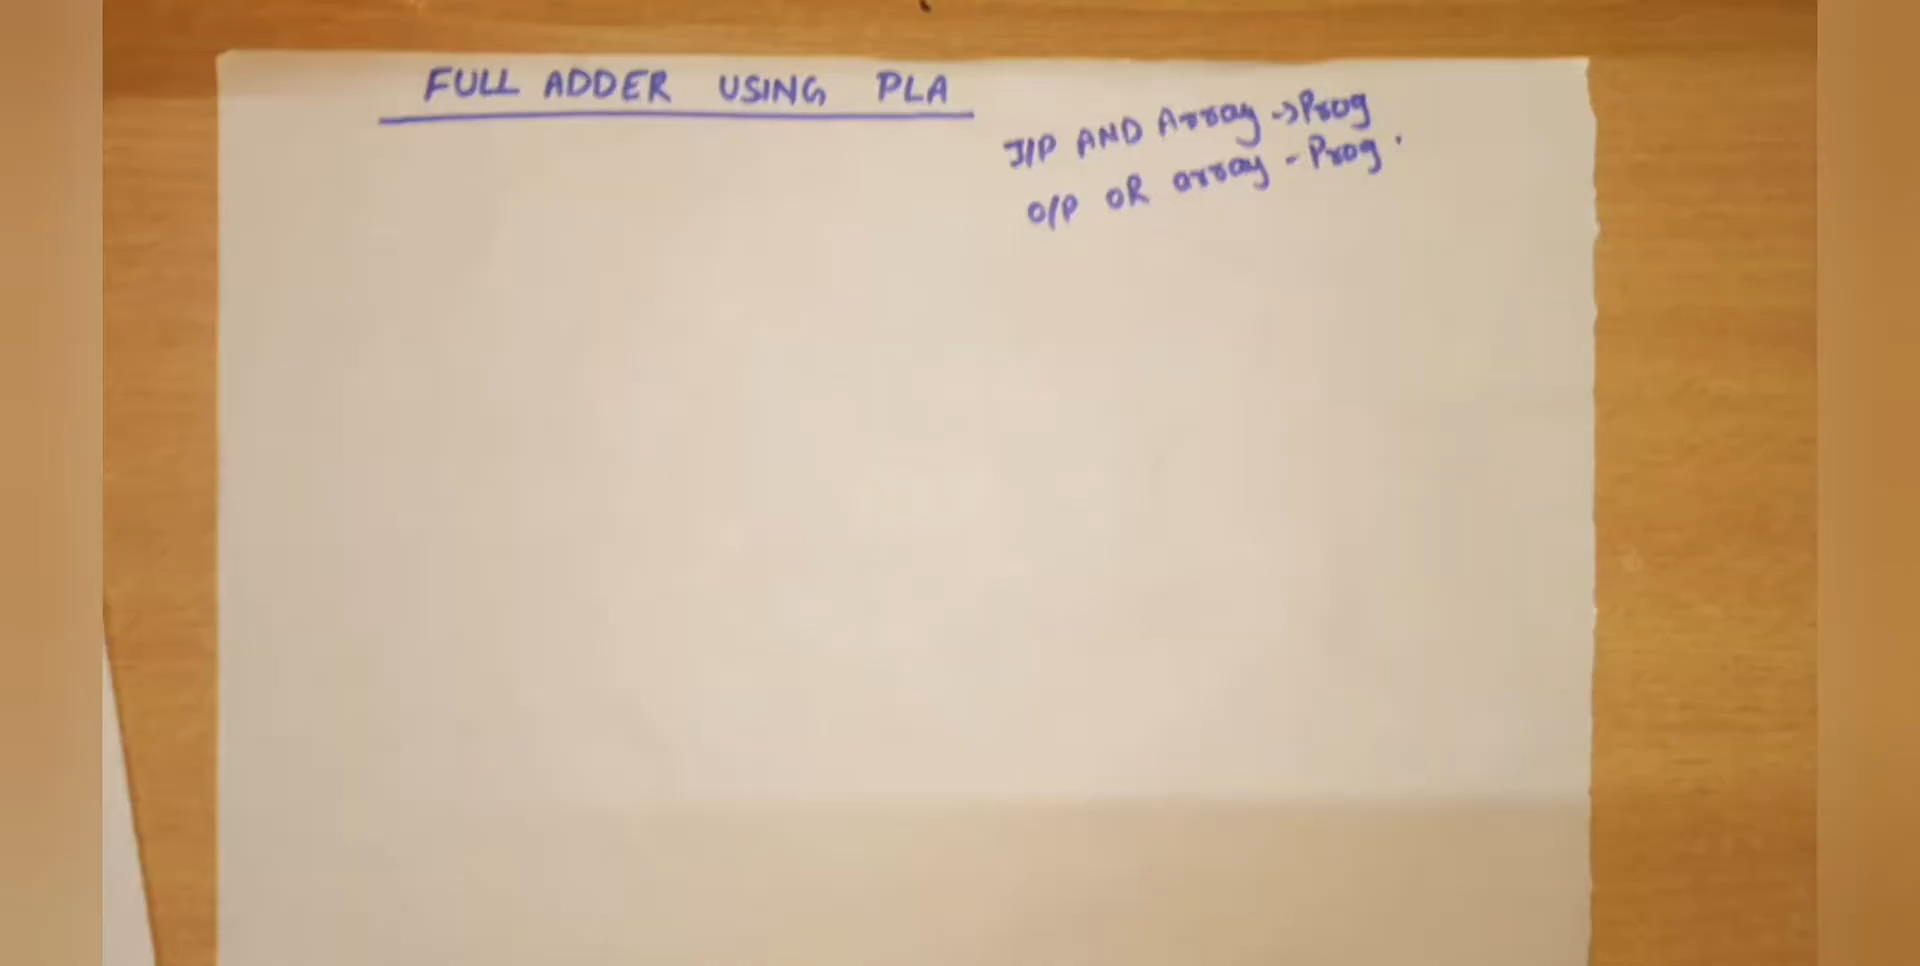 FULL ADDER USING PLA
I/P AND Array -> Prog
O/P OR array - Prog.